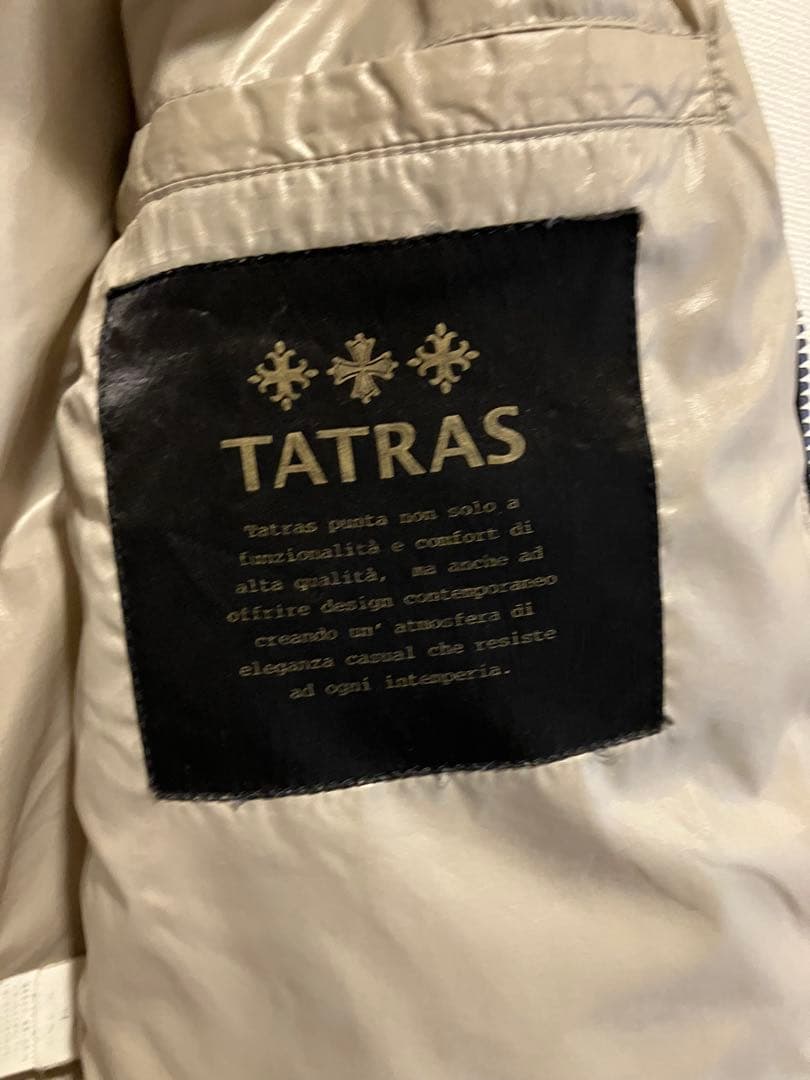 TATRAS
Tatras punta non solo a
funzionalità e comfort di
alta qualità, ma anche ad
offrire design contemporaneo
creando un' atmosfera di
eleganza casual che resiste
ad ogni intemperia.